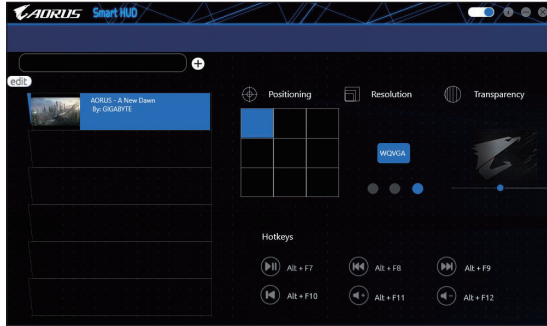 AORUS Smart HUD
edit
AORUS - A New Dawn
By: GIGABYTE
Positioning Resolution Transparency
WQVGA
Hotkeys
Alt + F7 Alt + F8 Alt + F9
Alt + F10 Alt + F11 Alt + F12